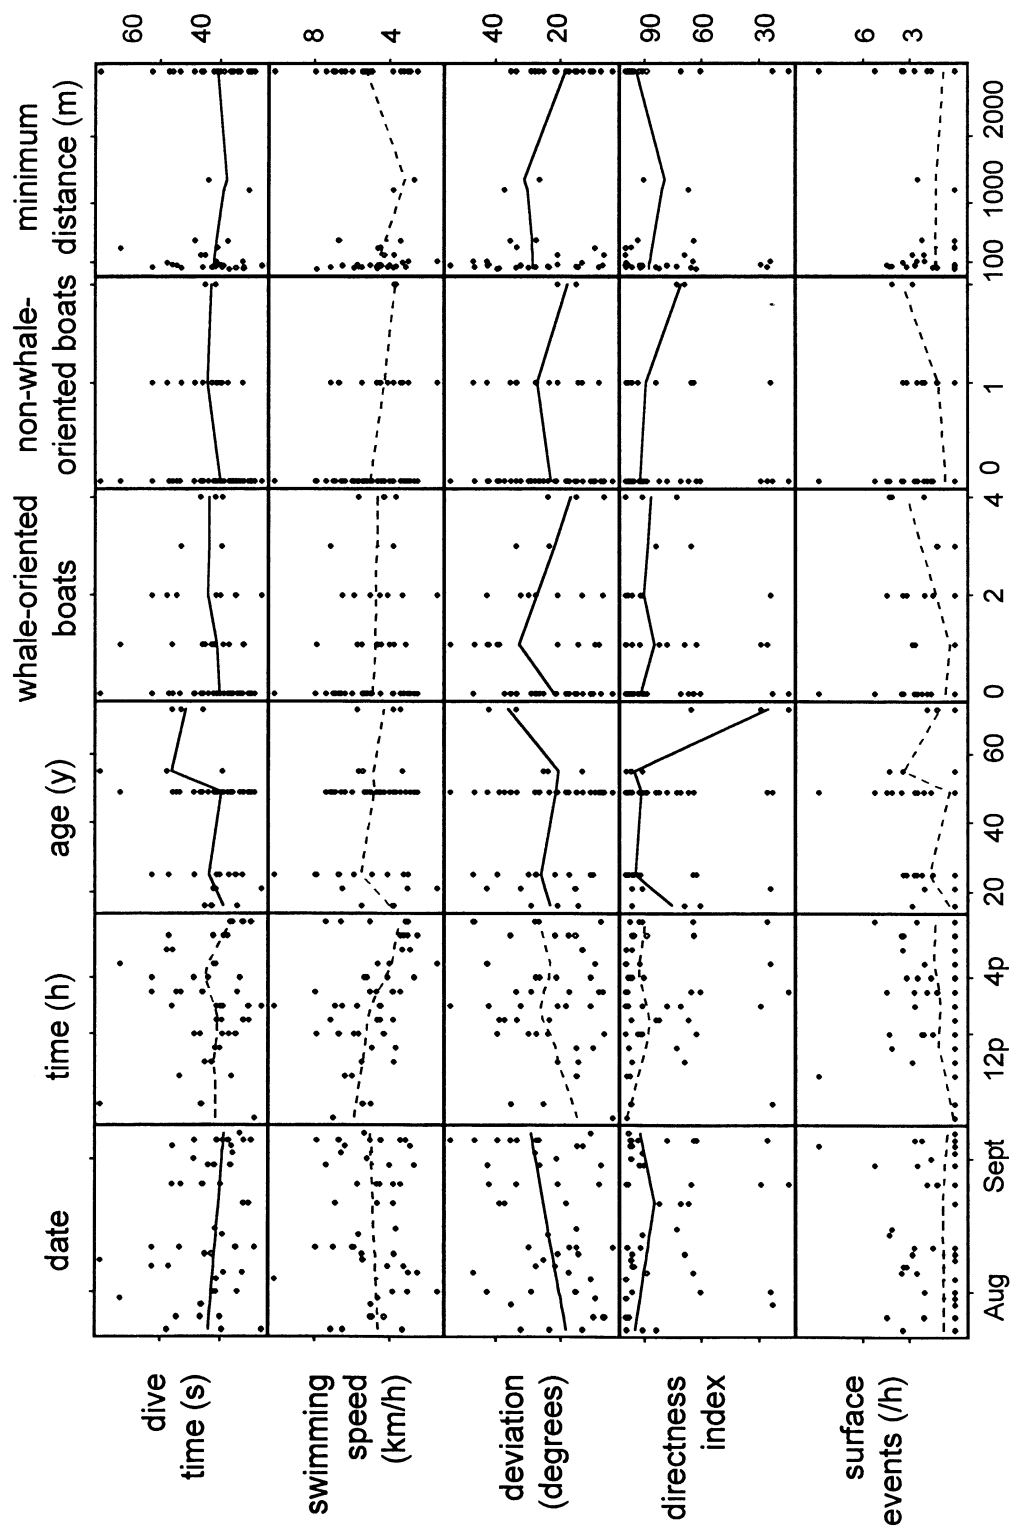 date
time (h)
age (y)
whale-oriented
boats
non-whale-
oriented boats
minimum
distance (m)
dive
time (s)
60
40
swimming
speed
(km/h)
8
4
deviation
(degrees)
40
20
directness
index
90
60
30
surface
events (/h)
6
3
Aug
Sept
12p
4p
20
40
60
0
2
4
0
1
100
1000
2000